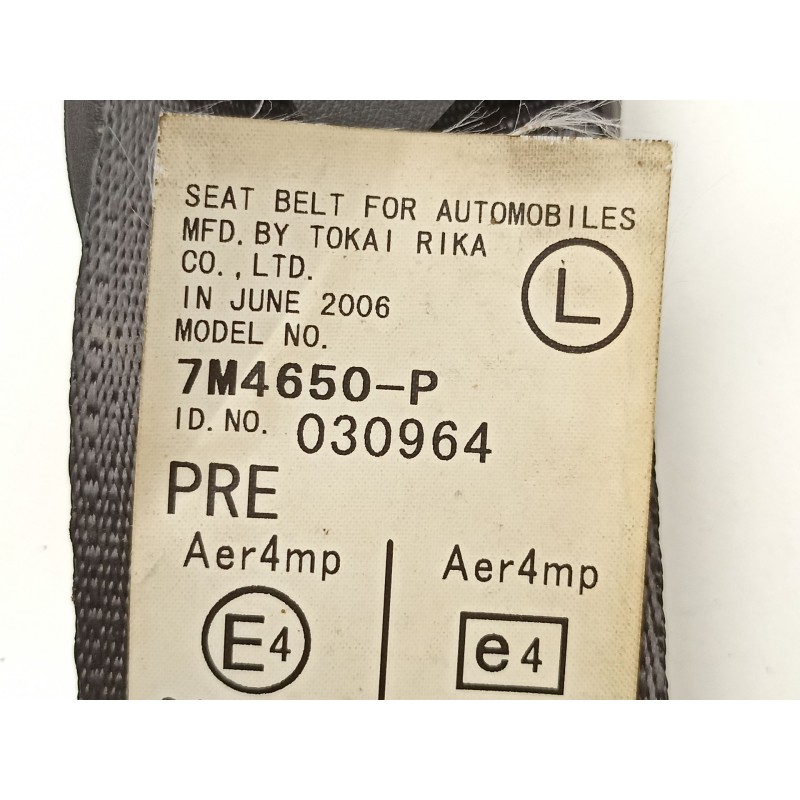 SEAT BELT FOR AUTOMOBILES
MFD. BY TOKAI RIKA
CO., LTD.
L
IN JUNE 2006
MODEL NO.
7M4650-P
ID. NO. 030964
PRE
Aer4mp Aer4mp
E4 e4